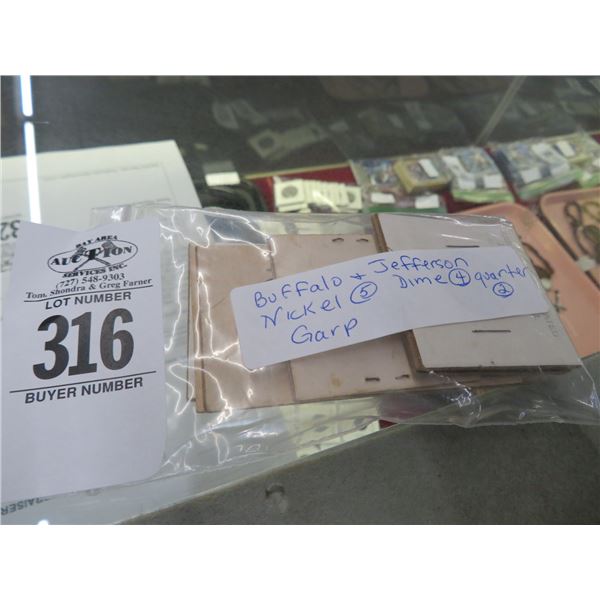 BAY AREA
AUCTION
SERVICES INC.
(727) 548-9303
Tom, Shondra & Greg Farner
LOT NUMBER
316
BUYER NUMBER
Buffalo + Jefferson
Nickel 5 Dime 4 quarter 2
Garp